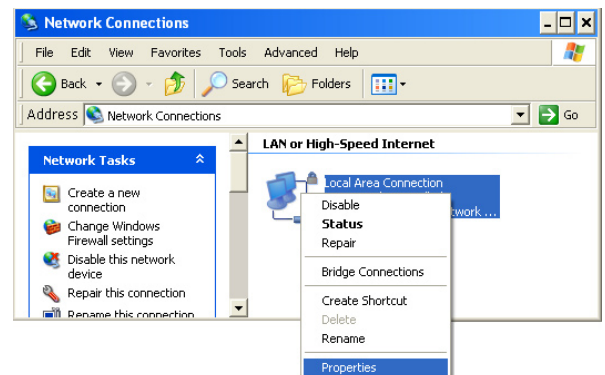 Network Connections
File Edit View Favorites Tools Advanced Help
Back Search Folders
Address Network Connections Go
Network Tasks
Create a new
connection
Change Windows
Firewall settings
Disable this network
device
Repair this connection
Rename this connection
LAN or High-Speed Internet
Local Area Connection
twork ...
Disable
Status
Repair
Bridge Connections
Create Shortcut
Delete
Rename
Properties